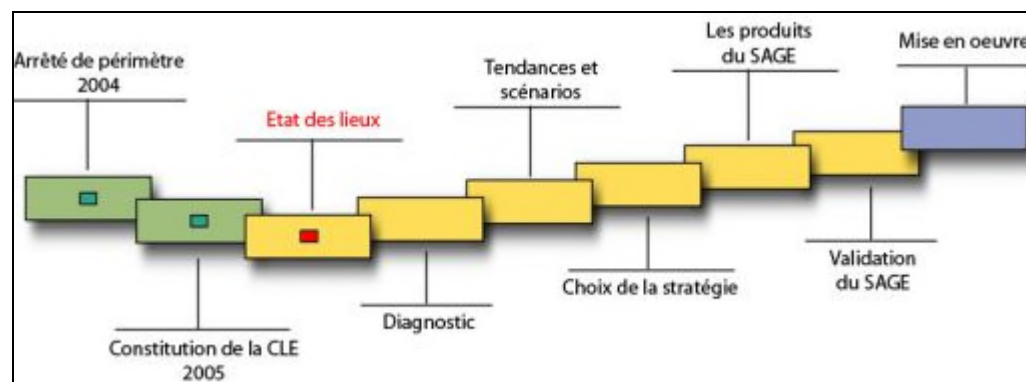 Arrêté de périmètre
2004
Constitution de la CLE
2005
Etat des lieux
Diagnostic
Tendances et
scénarios
Choix de la stratégie
Les produits
du SAGE
Validation
du SAGE
Mise en oeuvre